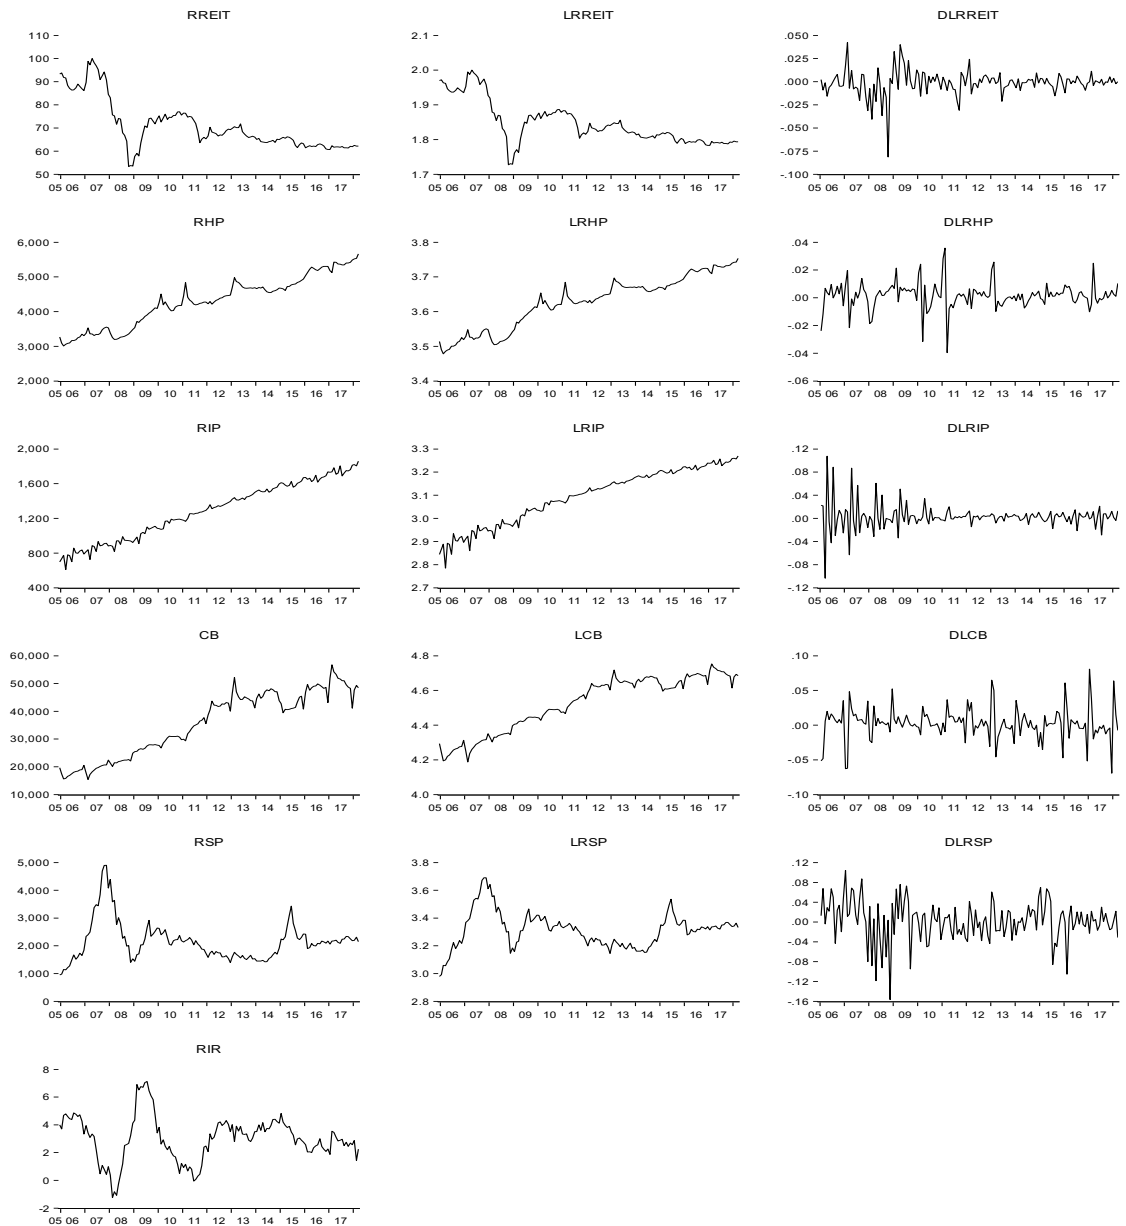 RREIT LRREIT DLRREIT
110 2.1 .050
100 2.0 .025
90 .000
80 1.9 -.025
70 1.8 -.050
60 -.075
50 1.7 -.100
05 06 07 08 09 10 11 12 13 14 15 16 17 05 06 07 08 09 10 11 12 13 14 15 16 17 05 06 07 08 09 10 11 12 13 14 15 16 17
RHP LRHP DLRHP
6,000 3.8 .04
5,000 3.7 .02
.00
4,000 3.6 -.02
3,000 3.5 -.04
2,000 3.4 -.06
05 06 07 08 09 10 11 12 13 14 15 16 17 05 06 07 08 09 10 11 12 13 14 15 16 17 05 06 07 08 09 10 11 12 13 14 15 16 17
RIP LRIP DLRIP
2,000 3.3 .12
3.2 .08
1,600 3.1 .04
1,200 3.0 .00
800 2.9 -.04
2.8 -.08
400 2.7 -.12
05 06 07 08 09 10 11 12 13 14 15 16 17 05 06 07 08 09 10 11 12 13 14 15 16 17 05 06 07 08 09 10 11 12 13 14 15 16 17
CB LCB DLCB
60,000 4.8 .10
50,000 4.6 .05
40,000
30,000 4.4 .00
20,000 4.2 -.05
10,000 4.0 -.10
05 06 07 08 09 10 11 12 13 14 15 16 17 05 06 07 08 09 10 11 12 13 14 15 16 17 05 06 07 08 09 10 11 12 13 14 15 16 17
RSP LRSP DLRSP
5,000 3.8 .12
4,000 3.6 .08
.04
3,000 3.4 .00
2,000 3.2 -.04
1,000 3.0 -.08
-.12
0 2.8 -.16
05 06 07 08 09 10 11 12 13 14 15 16 17 05 06 07 08 09 10 11 12 13 14 15 16 17 05 06 07 08 09 10 11 12 13 14 15 16 17
RIR
8
6
4
2
0
-2
05 06 07 08 09 10 11 12 13 14 15 16 17